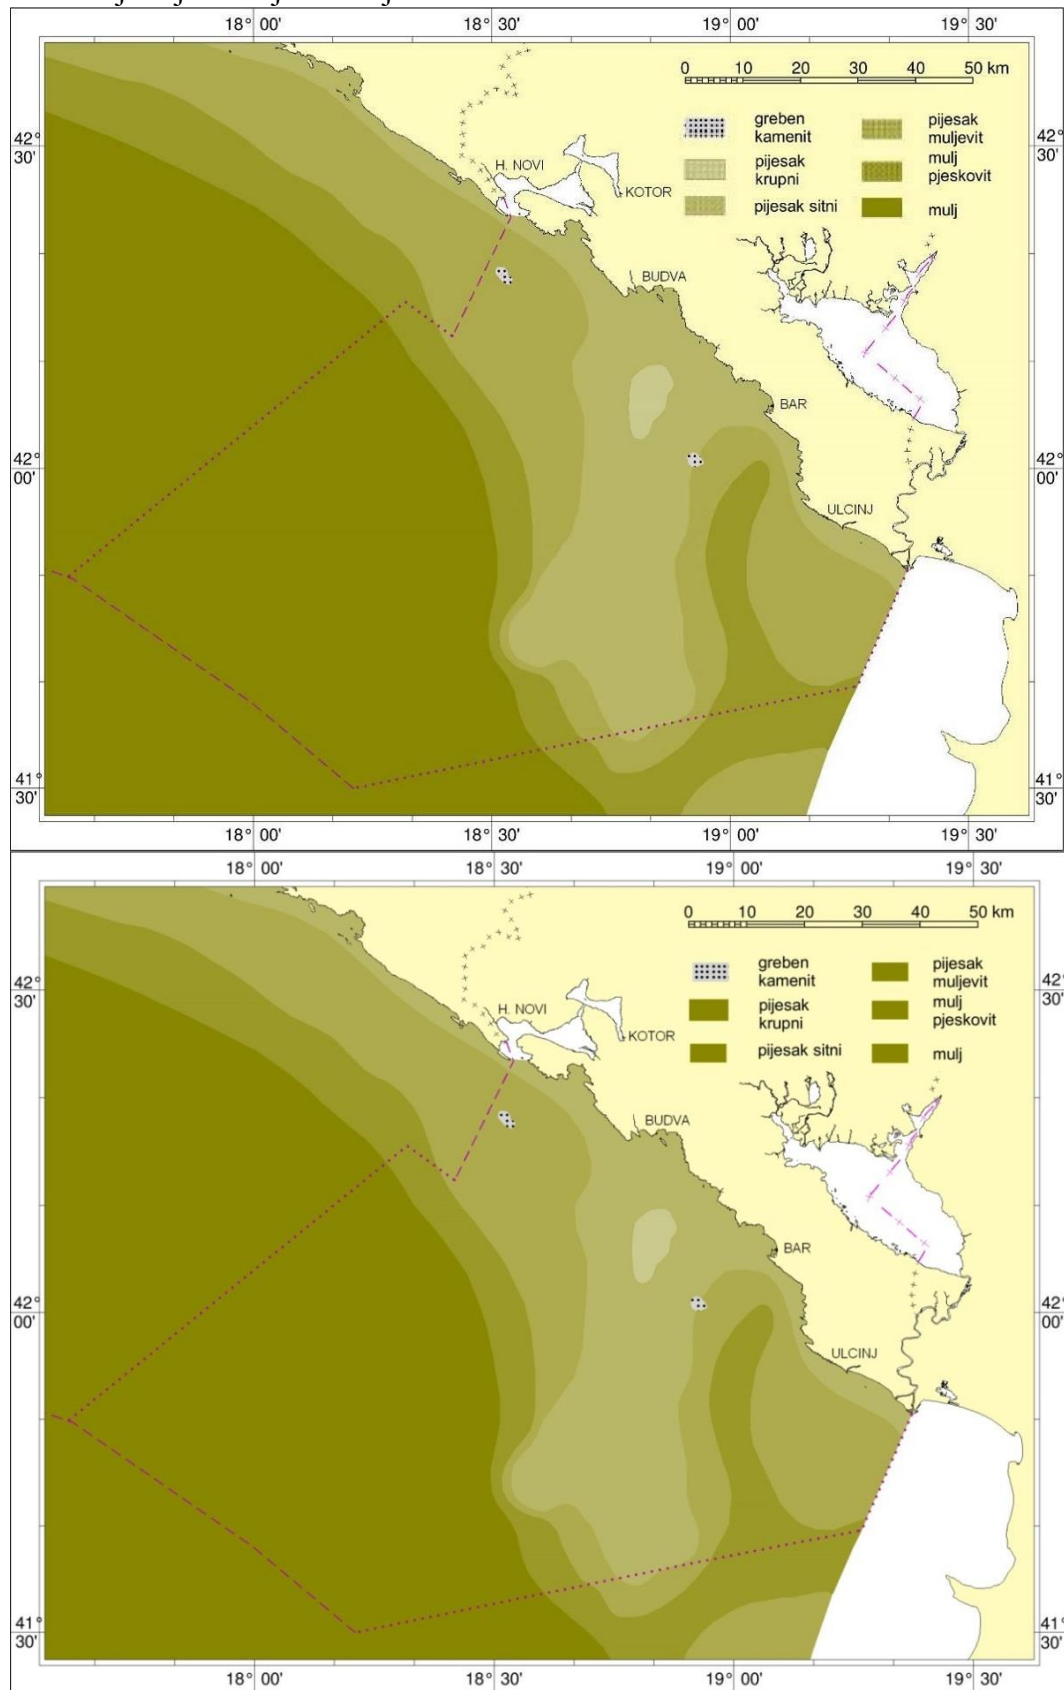 18° 00' 18° 30' 19° 00' 19° 30'
0 10 20 30 40 50 km
42° 30' 42° 30'
greben kamenit
pijesak muljevit
pijesak krupni
mulj pjeskovit
pijesak sitni
mulj
H. NOVI
KOTOR
BUDVA
BAR
42° 00' 42° 00'
ULCINJ
41° 30' 41° 30'
18° 00' 18° 30' 19° 00' 19° 30'
18° 00' 18° 30' 19° 00' 19° 30'
0 10 20 30 40 50 km
42° 30' 42° 30'
greben kamenit
pijesak muljevit
pijesak krupni
mulj pjeskovit
pijesak sitni
mulj
H. NOVI
KOTOR
BUDVA
BAR
42° 00' 42° 00'
ULCINJ
41° 30' 41° 30'
18° 00' 18° 30' 19° 00' 19° 30'